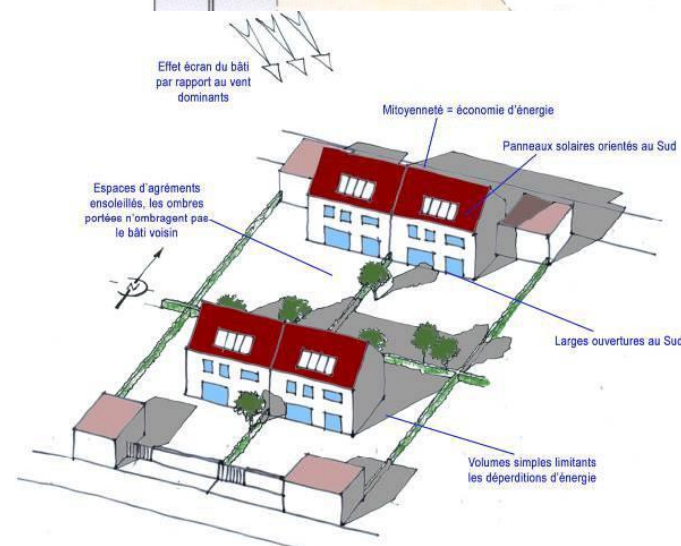 Effet écran du bâti
par rapport au vent
dominants
Mitoyenneté = économie d'énergie
Panneaux solaires orientés au Sud
Espaces d'agréments
ensoleillés, les ombres
portées n'ombragent pas
le bâti voisin
Larges ouvertures au Sud
Volumes simples limitants
les déperditions d'énergie